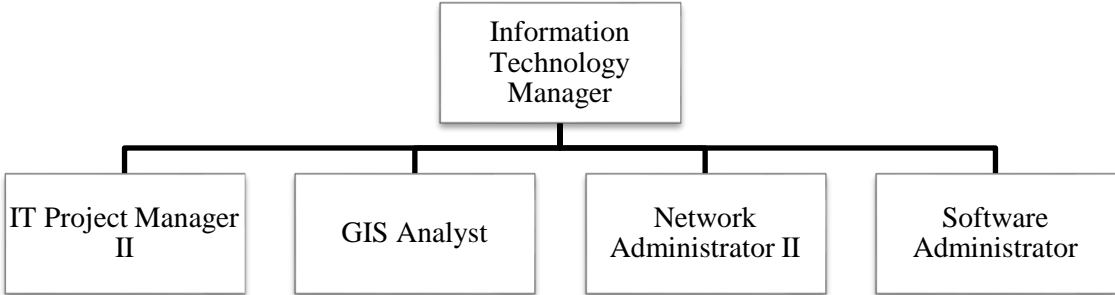 Information
Technology
Manager
IT Project Manager
II
GIS Analyst
Network
Administrator II
Software
Administrator